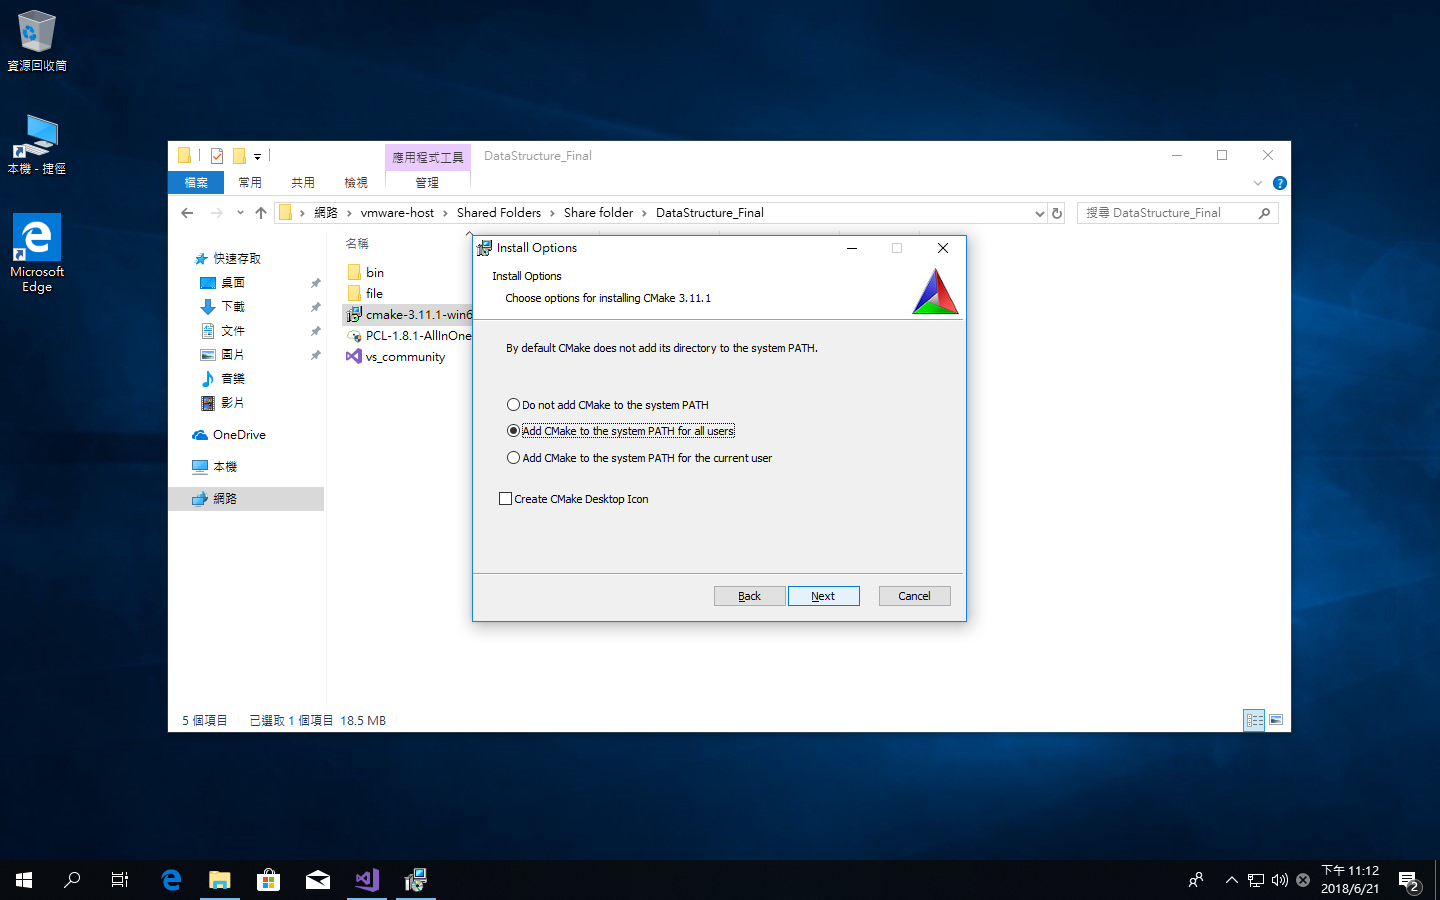 資源回收筒
本機 - 捷徑
Microsoft
Edge
應用程式工具
DataStructure_Final
檔案
常用
共用
檢視
管理
網路
vmware-host
Shared Folders
Share folder
DataStructure_Final
搜尋 DataStructure_Final
快速存取
桌面
下載
文件
圖片
音樂
影片
OneDrive
本機
網路
名稱
bin
file
cmake-3.11.1-win6
PCL-1.8.1-AllInOne
vs_community
Install Options
Install Options
Choose options for installing CMake 3.11.1
By default CMake does not add its directory to the system PATH.
Do not add CMake to the system PATH
Add CMake to the system PATH for all users
Add CMake to the system PATH for the current user
Create CMake Desktop Icon
Back
Next
Cancel
5 個項目
已選取 1 個項目 18.5 MB
下午 11:12
2018/6/21
2